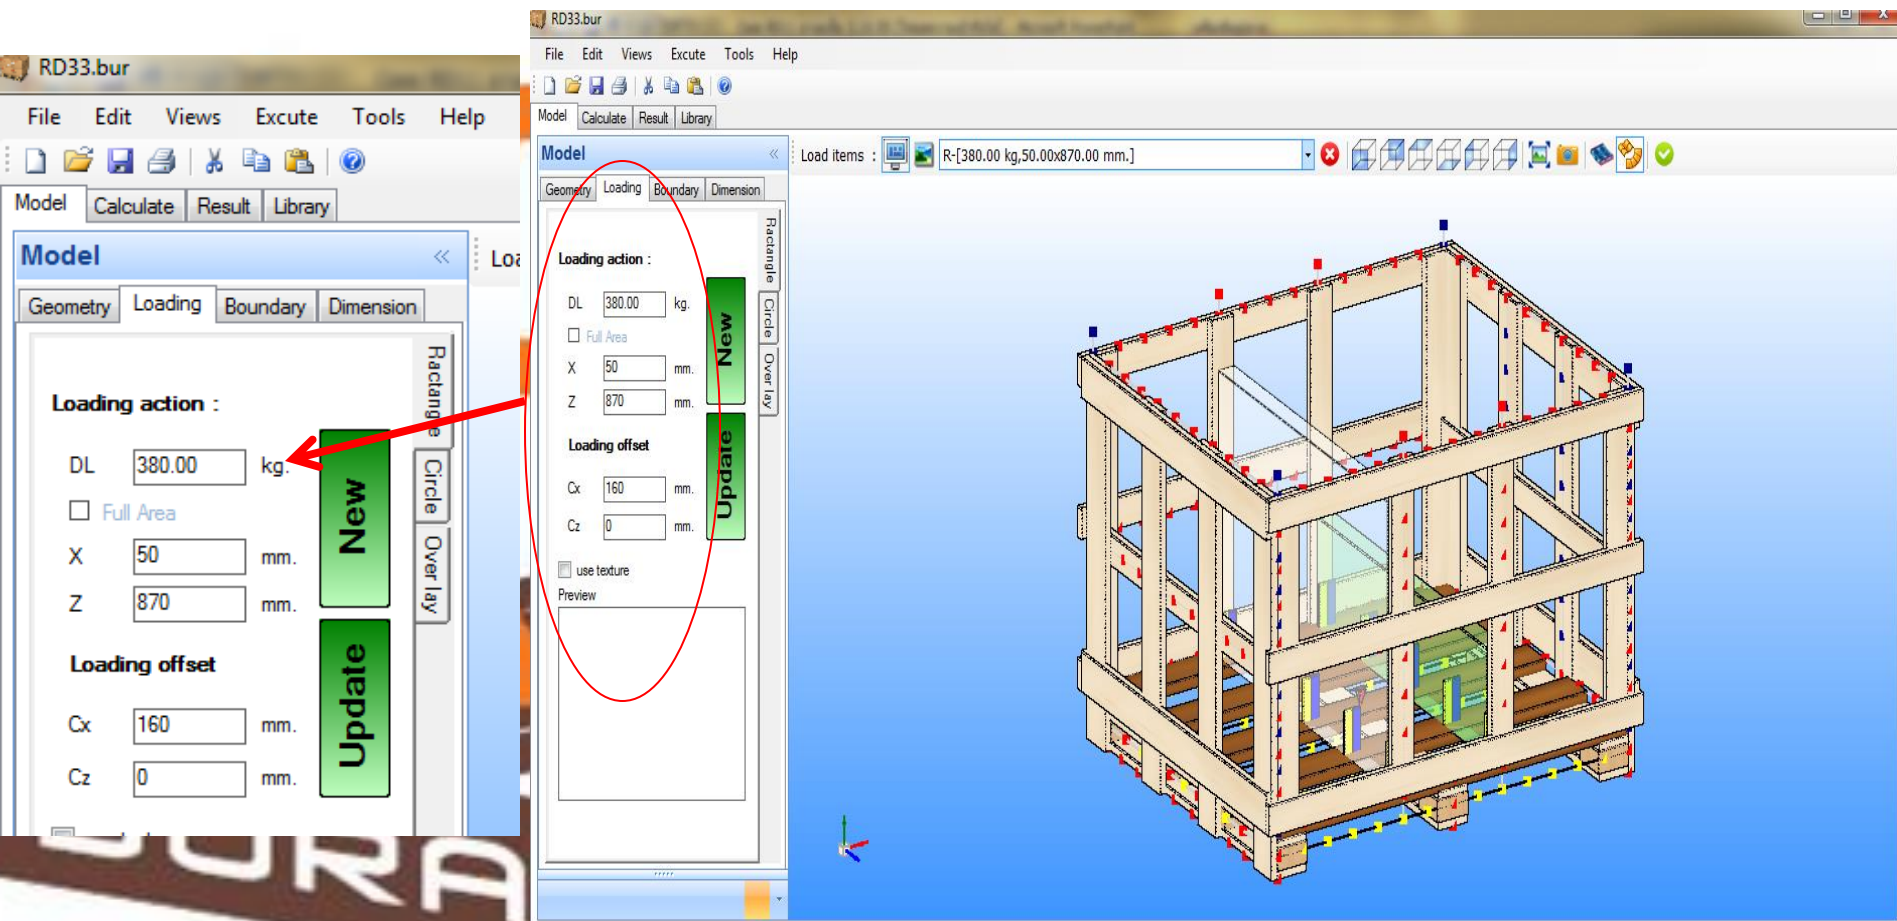 RD33.bur
File Edit Views Excute Tools Help
Model Calculate Result Library
Model
Geometry Loading Boundary Dimension
Ractangle
Circle
Over lay
Loading action :
DL 380.00 kg.
Full Area
X 50 mm.
Z 870 mm.
New
Loading offset
Cx 160 mm.
Cz 0 mm.
Update
RD33.bur
File Edit Views Excute Tools Help
Model Calculate Result Library
Model
Geometry Loading Boundary Dimension
Ractangle
Circle
Over lay
Loading action :
DL 380.00 kg.
Full Area
X 50 mm.
Z 870 mm.
New
Loading offset
Cx 160 mm.
Cz 0 mm.
Update
use texture
Preview
Load items : R-[380.00 kg,50.00x870.00 mm.]